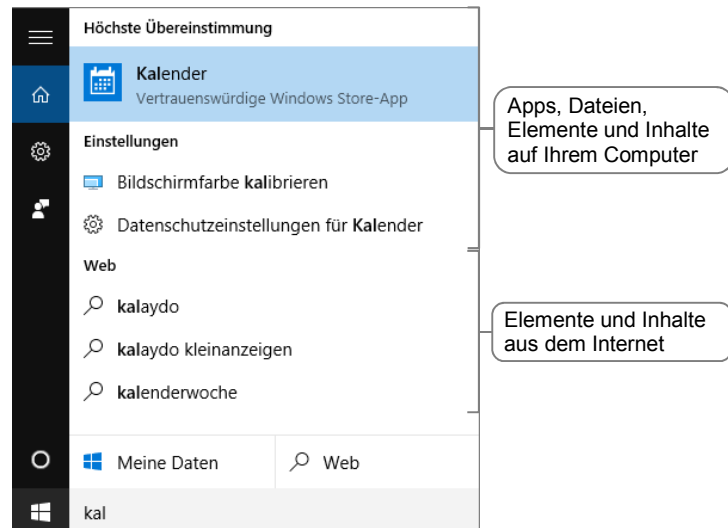 Höchste Übereinstimmung
Kalender
Vertrauenswürdige Windows Store-App
Einstellungen
Bildschirmfarbe kalibrieren
Datenschutzeinstellungen für Kalender
Web
kalaydo
kalaydo kleinanzeigen
kalenderwoche
Meine Daten
Web
kal
Apps, Dateien,
Elemente und Inhalte
auf Ihrem Computer
Elemente und Inhalte
aus dem Internet